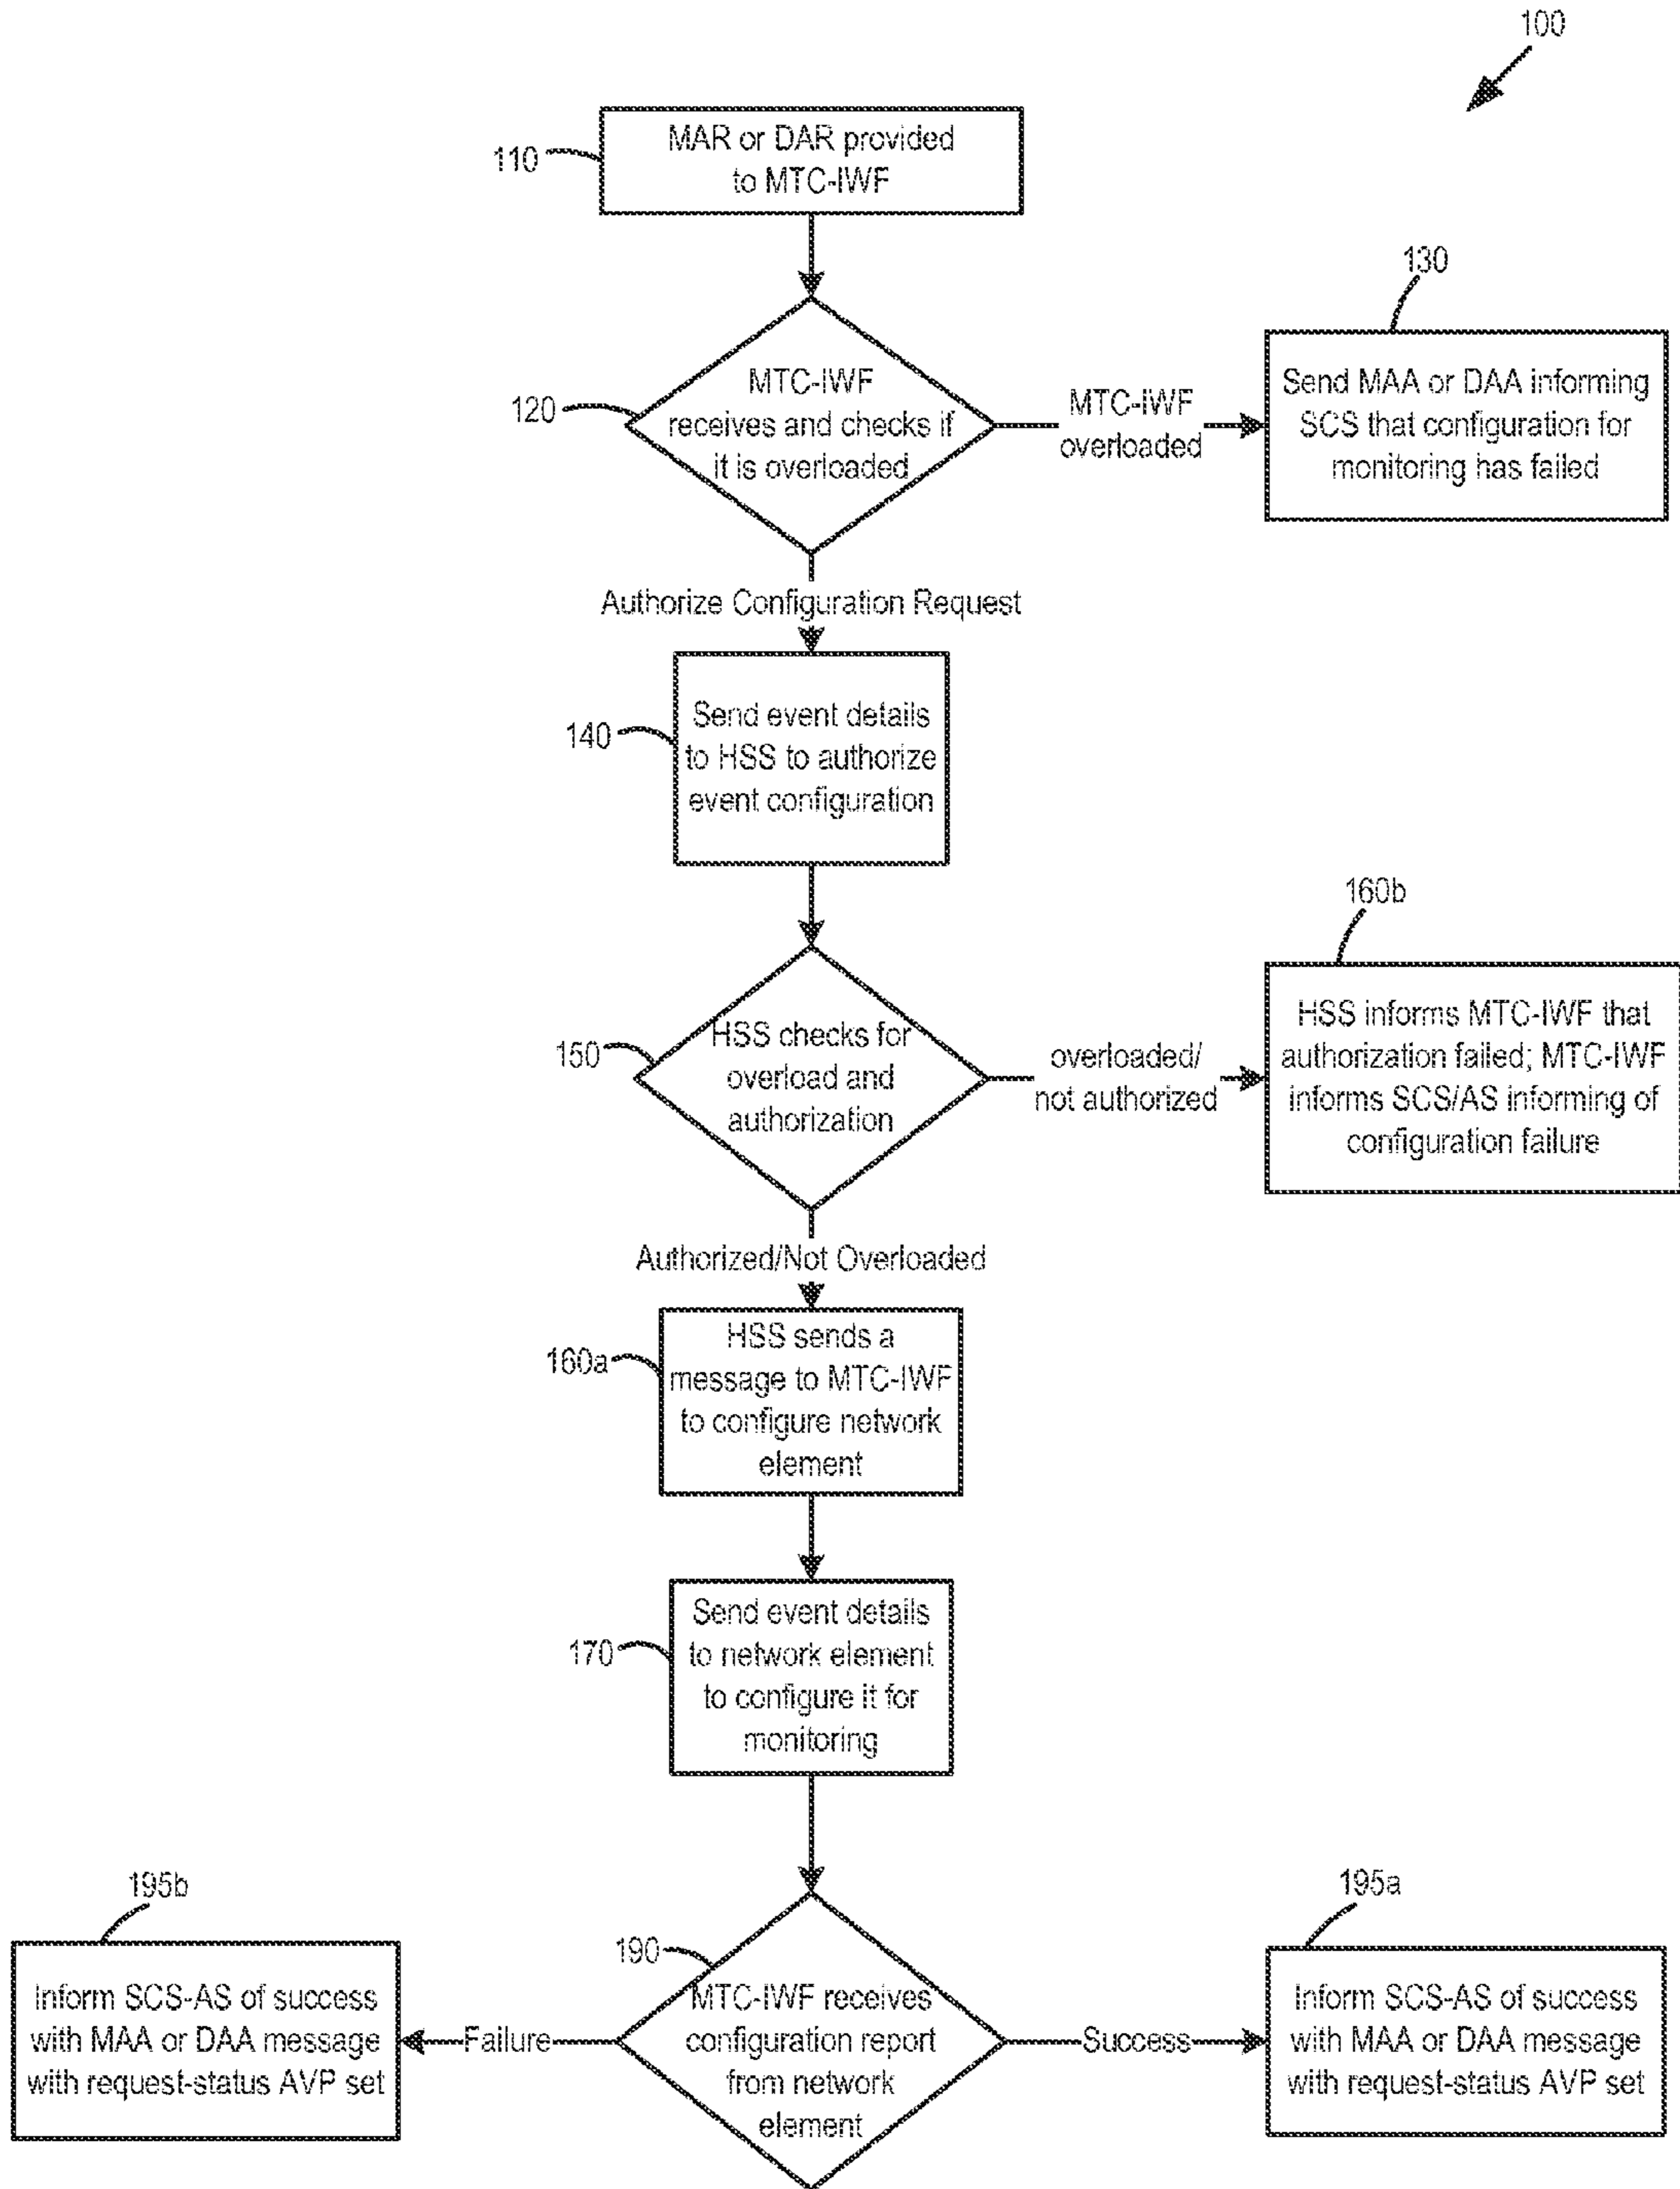 100
110
MAR or DAR provided
to MTC-IWF
120
MTC-IWF
receives and checks if
it is overloaded
MTC-IWF
overloaded
130
Send MAA or DAA informing
SCS that configuration for
monitoring has failed
Authorize Configuration Request
140
Send event details
to HSS to authorize
event configuration
150
HSS checks for
overload and
authorization
overloaded/
not authorized
160b
HSS informs MTC-IWF that
authorization failed; MTC-IWF
informs SCS/AS informing of
configuration failure
Authorized/Not Overloaded
160a
HSS sends a
message to MTC-IWF
to configure network
element
170
Send event details
to network element
to configure it for
monitoring
195b
Inform SCS-AS of success
with MAA or DAA message
with request-status AVP set
Failure
190
MTC-IWF receives
configuration report
from network
element
Success
195a
Inform SCS-AS of success
with MAA or DAA message
with request-status AVP set